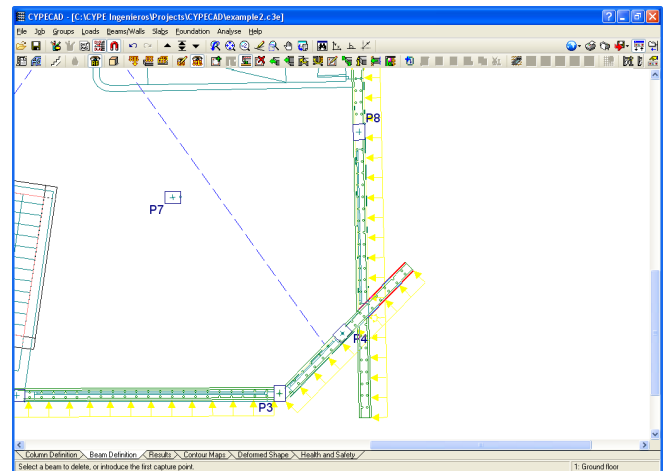 CYPECAD - [C:\CYPE Ingenieros\Projects\CYPECAD\example2.c3e]
File Job Groups Loads Beams/Walls Slabs Foundation Analyse Help
P8
P7
P4
P3
Column Definition Beam Definition Results Contour Maps Deformed Shape Health and Safety
Select a beam to delete, or introduce the first capture point. 1: Ground floor